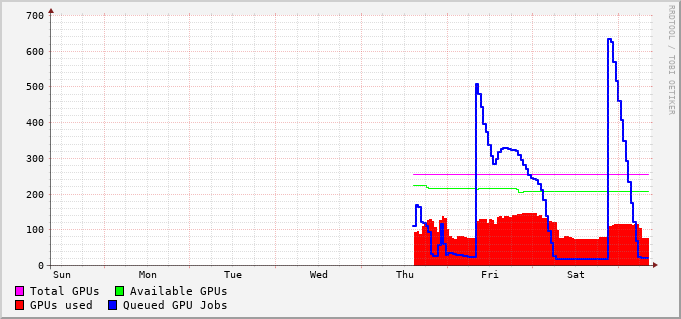 700
600
500
400
300
200
100
0
Sun Mon Tue Wed Thu Fri Sat
Total GPUs Available GPUs
GPUs used Queued GPU Jobs
RRDTOOL / TOBI OETIKER